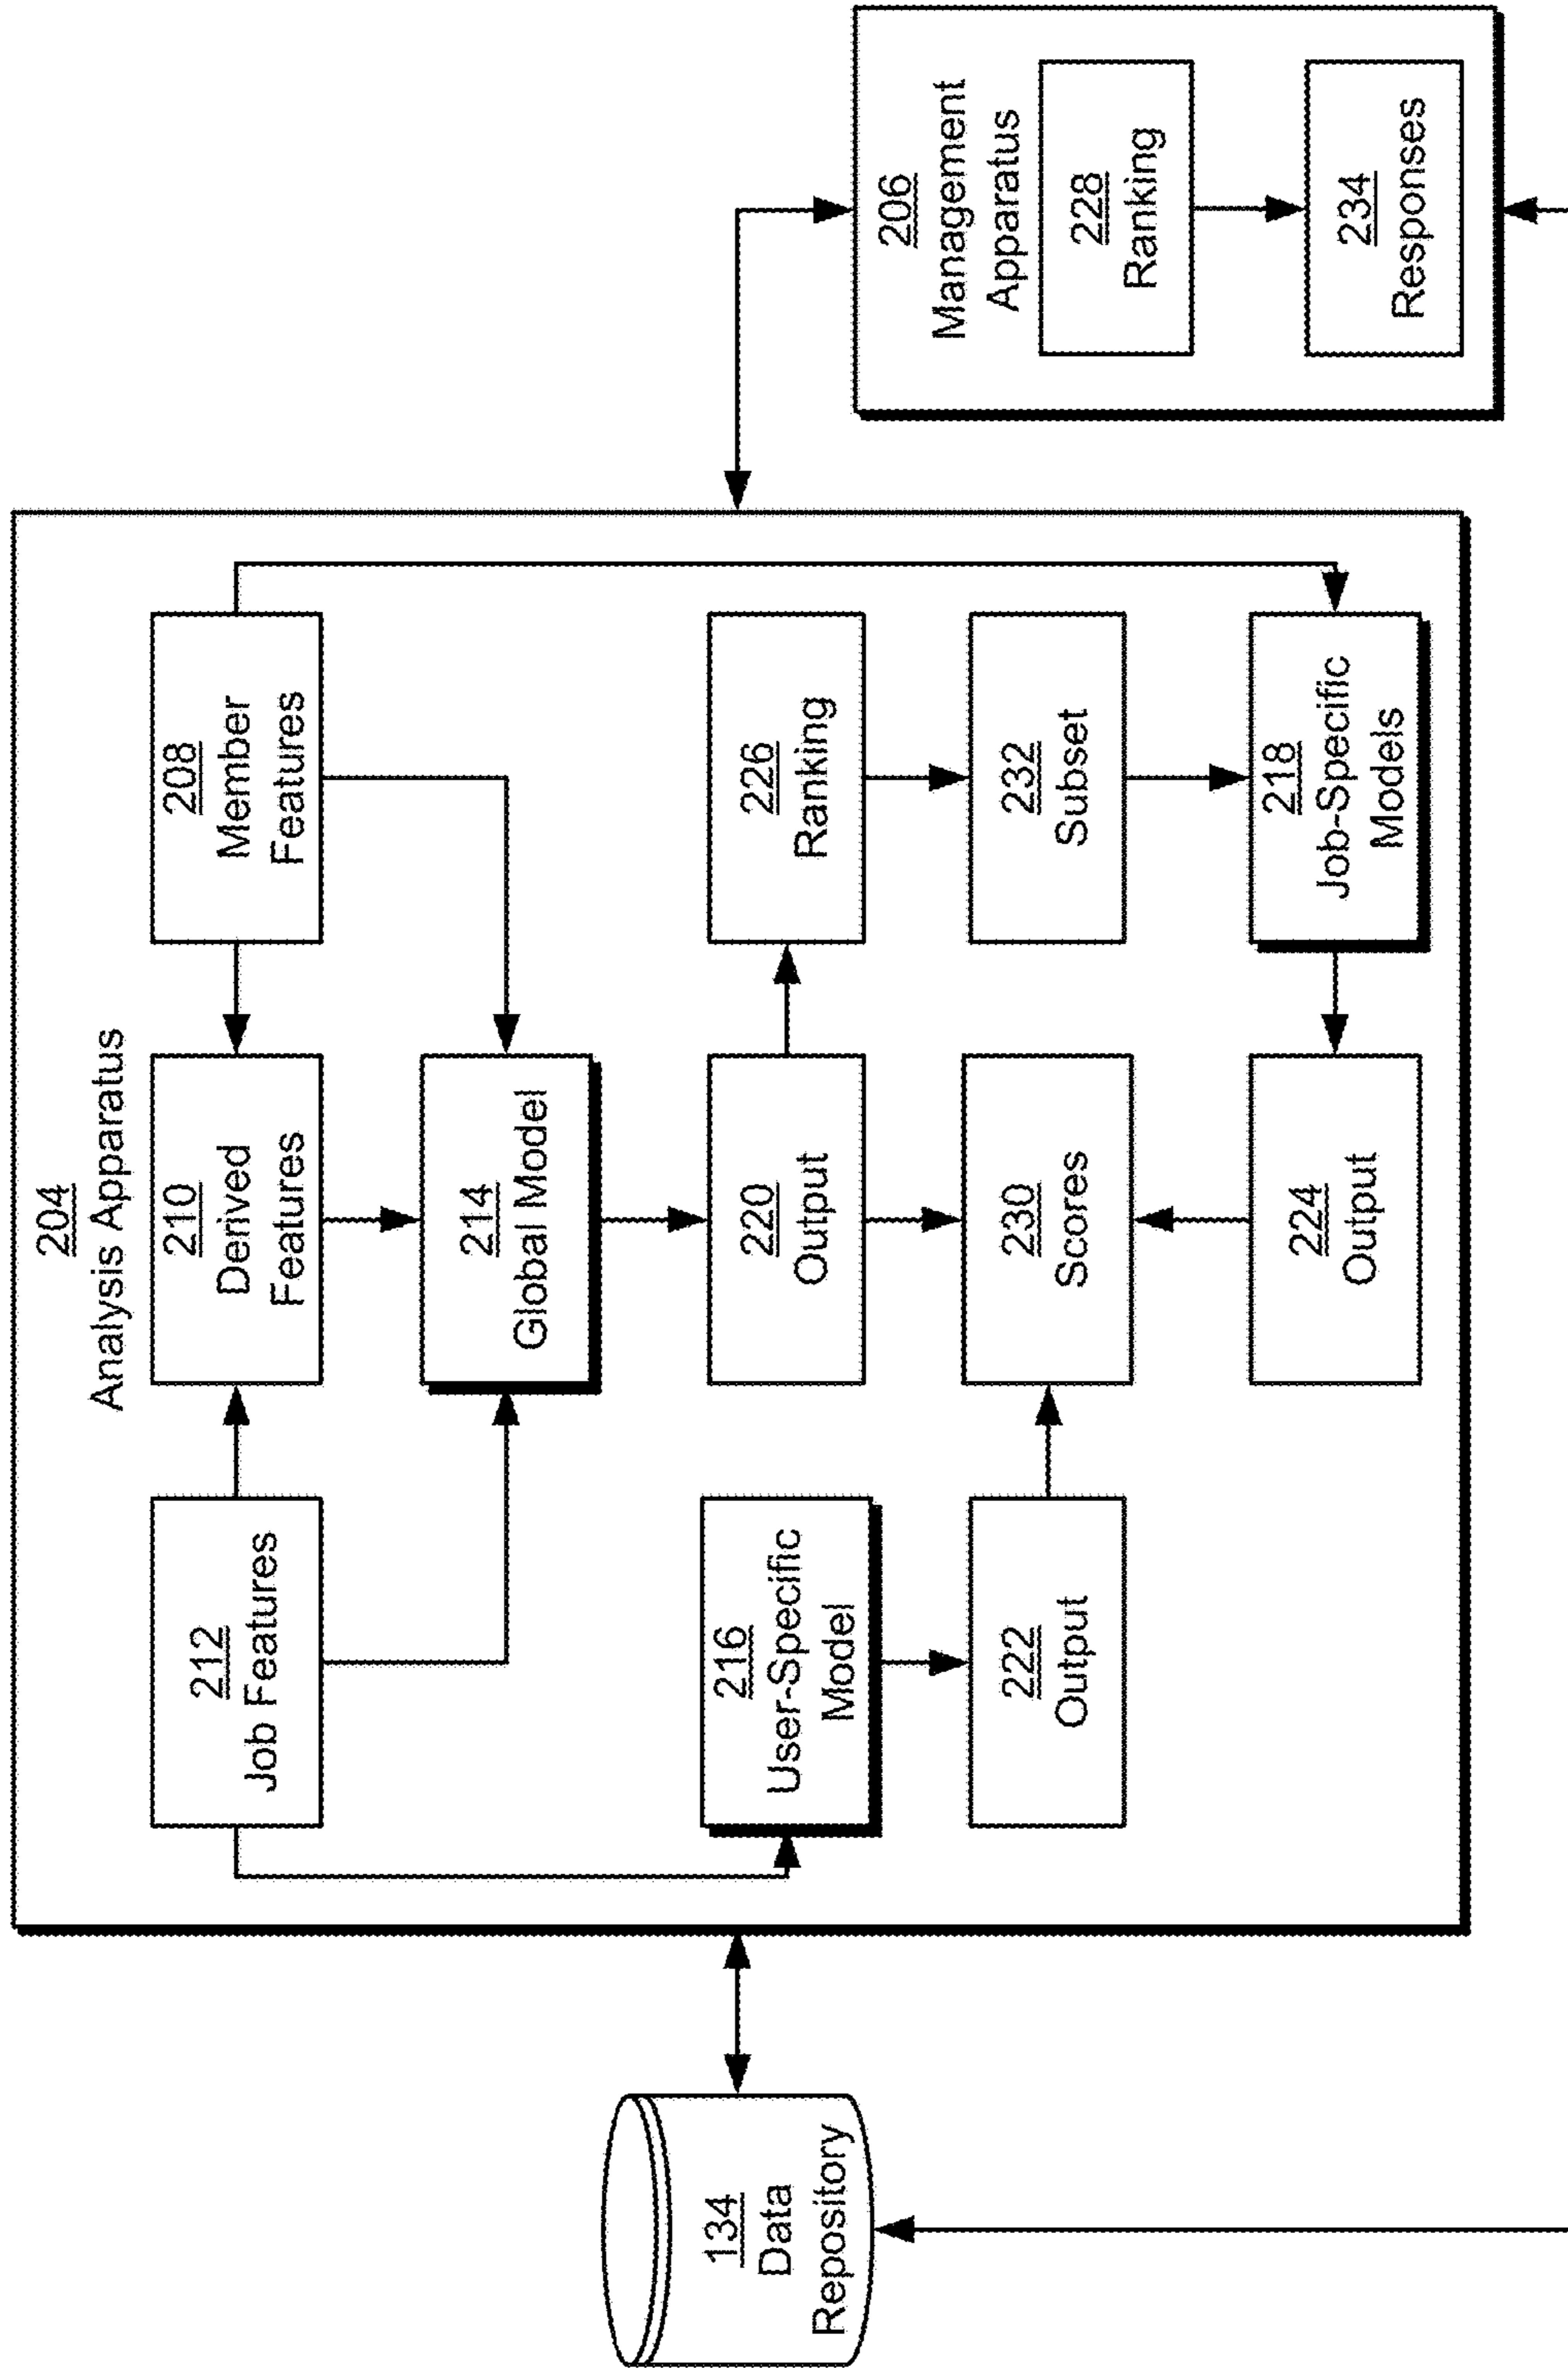 204
Analysis Apparatus
212
Job Features
210
Derived
Features
208
Member
Features
214
Global Model
216
User-Specific
Model
220
Output
226
Ranking
222
Output
230
Scores
232
Subset
224
Output
218
Job-Specific
Models
134
Data
Repository
206
Management
Apparatus
228
Ranking
234
Responses